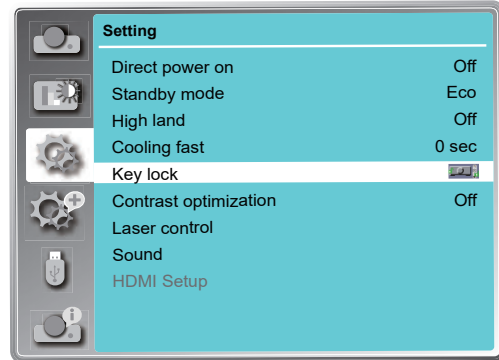 Setting
Direct power on Off
Standby mode Eco
High land Off
Cooling fast 0 sec
Key lock
Contrast optimization Off
Laser control
Sound
HDMI Setup